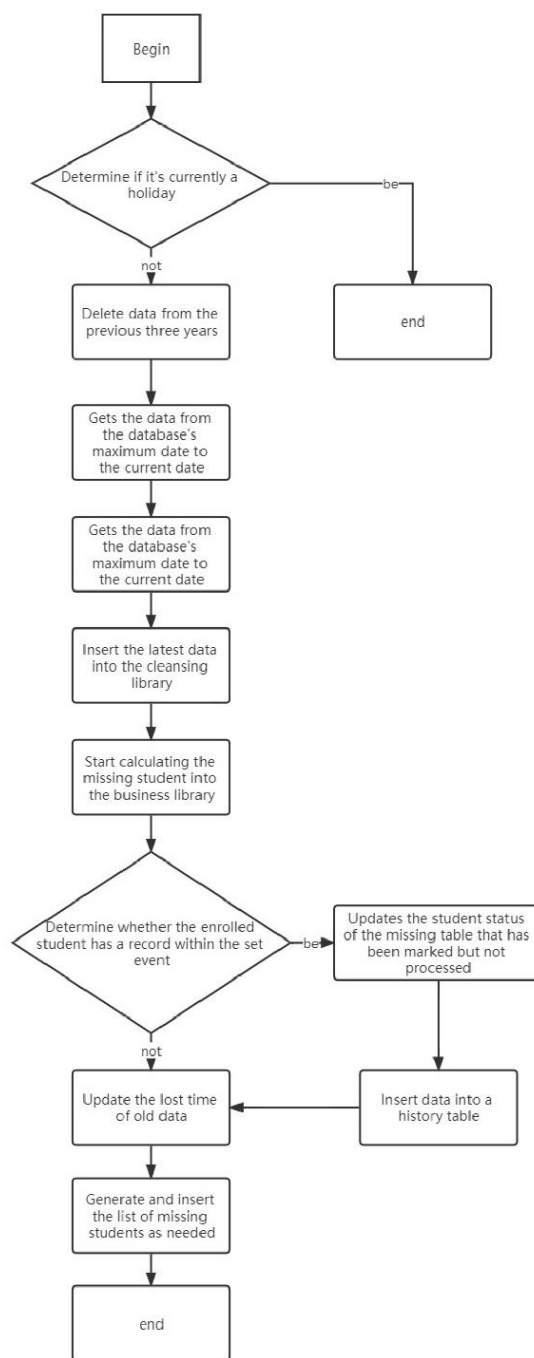 Begin
Determine if it's currently a
holiday
be
not
Delete data from the
previous three years
end
Gets the data from
the database's
maximum date to
the current date
Gets the data from
the database's
maximum date to
the current date
Insert the latest data
into the cleansing
library
Start calculating the
missing student into
the business library
Determine whether the enrolled
student has a record within the set
event
be
Updates the student status
of the missing table that has
been marked but not
processed
not
Update the lost time
of old data
Insert data into a
history table
Generate and insert
the list of missing
students as needed
end